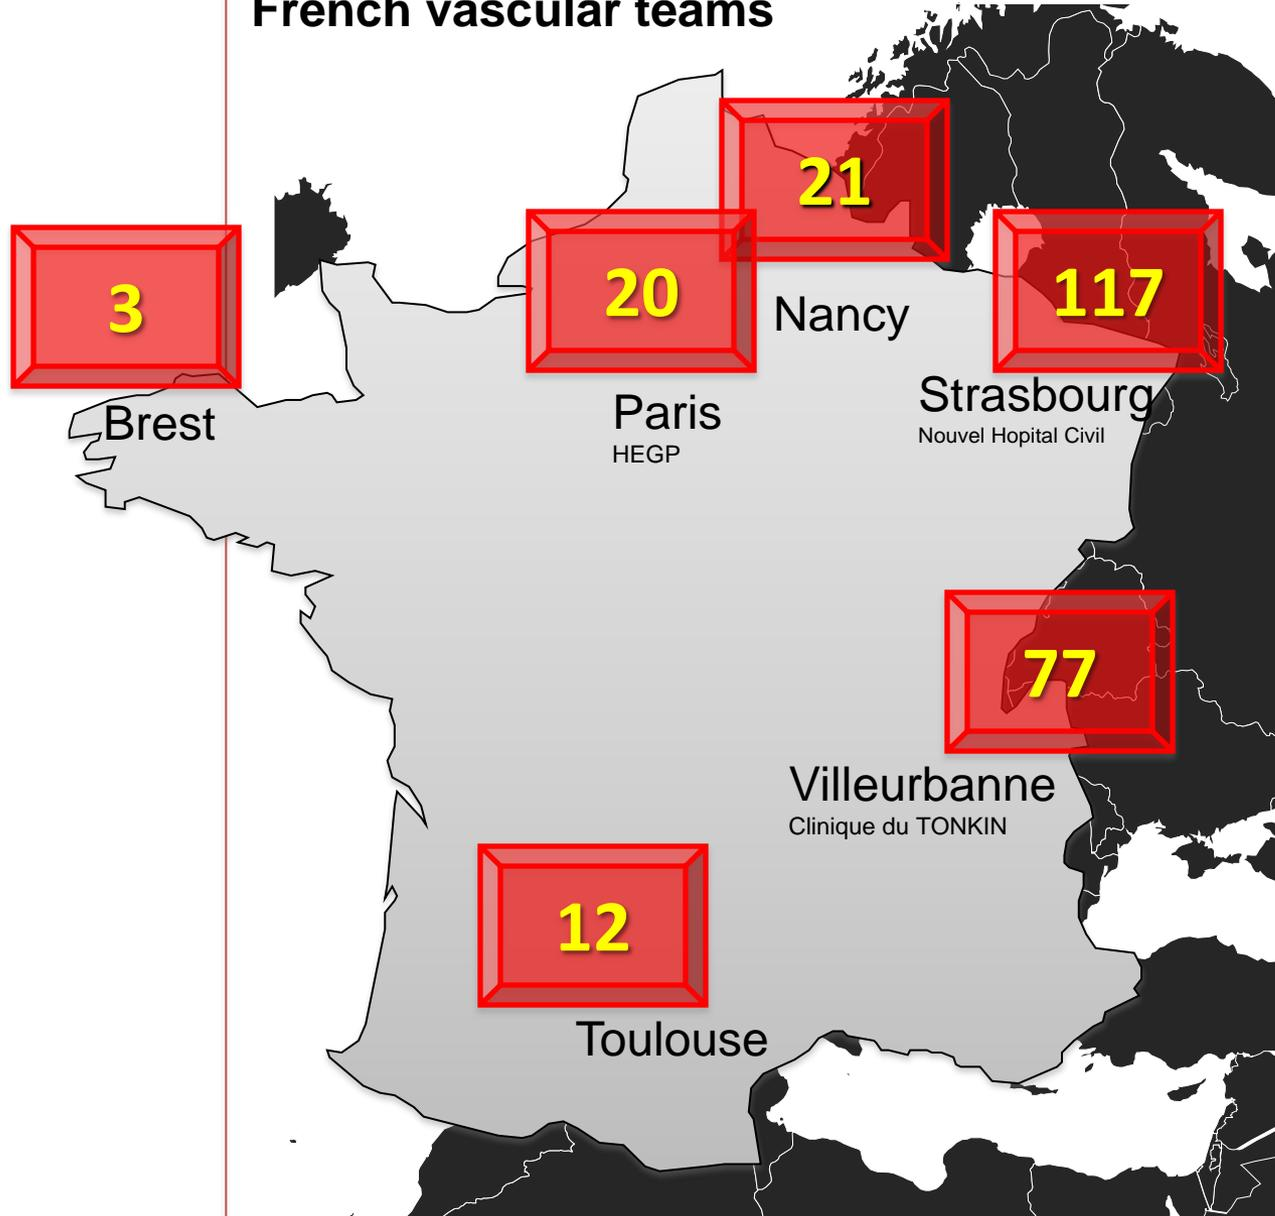 French vascular teams
21
3
20
117
Nancy
Brest
Paris
HEGP
Strasbourg
Nouvel Hopital Civil
77
Villeurbanne
Clinique du TONKIN
12
Toulouse